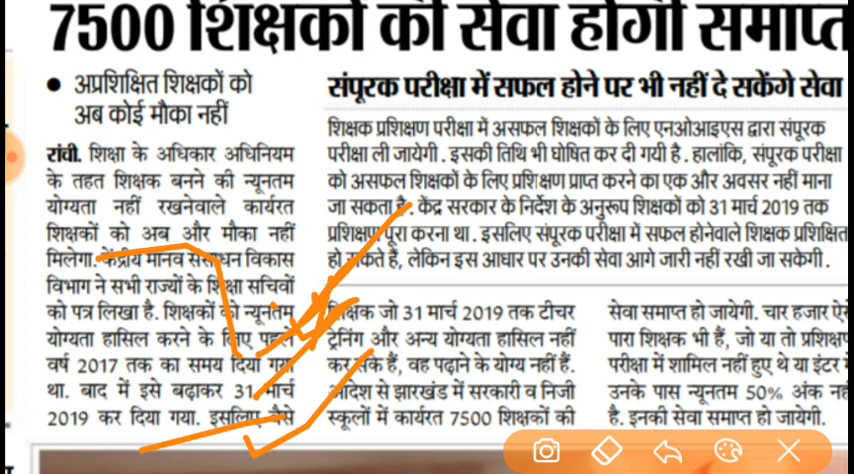 7500 शिक्षकों की सेवा होगी समाप्त
• अप्रशिक्षित शिक्षकों को
अब कोई मौका नहीं
रांची. शिक्षा के अधिकार अधिनियम
के तहत शिक्षक बनने की न्यूनतम
योग्यता नहीं रखनेवाले कार्यरत
शिक्षकों को अब और मौका नहीं
मिलेगा. केंद्रीय मानव संसाधन विकास
विभाग ने सभी राज्यों के शिक्षा सचिवों
को पत्र लिखा है. शिक्षकों को न्यूनतम
योग्यता हासिल करने के लिए पहले
वर्ष 2017 तक का समय दिया गया
था. बाद में इसे बढ़ाकर 31 मार्च
2019 कर दिया गया. इसलिए वैसे
संपूरक परीक्षा में सफल होने पर भी नहीं दे सकेंगे सेवा
शिक्षक प्रशिक्षण परीक्षा में असफल शिक्षकों के लिए एनओआइएस द्वारा संपूरक
परीक्षा ली जायेगी. इसकी तिथि भी घोषित कर दी गयी है. हालांकि, संपूरक परीक्षा
को असफल शिक्षकों के लिए प्रशिक्षण प्राप्त करने का एक और अवसर नहीं माना
जा सकता है. केंद्र सरकार के निर्देश के अनुरूप शिक्षकों को 31 मार्च 2019 तक
प्रशिक्षण पूरा करना था. इसलिए संपूरक परीक्षा में सफल होनेवाले शिक्षक प्रशिक्षित
हो सकते है, लेकिन इस आधार पर उनकी सेवा आगे जारी नहीं रखी जा सकेगी.
शिक्षक जो 31 मार्च 2019 तक टीचर
ट्रेनिंग और अन्य योग्यता हासिल नहीं
कर सके हैं, वह पढ़ाने के योग्य नहीं हैं.
आदेश से झारखंड में सरकारी व निजी
स्कूलों में कार्यरत 7500 शिक्षकों की
सेवा समाप्त हो जायेगी. चार हजार ऐसे
पारा शिक्षक भी हैं, जो या तो प्रशिक्षण
परीक्षा में शामिल नहीं हुए थे या इंटर में
उनके पास न्यूनतम 50% अंक नहीं
है. इनकी सेवा समाप्त हो जायेगी.